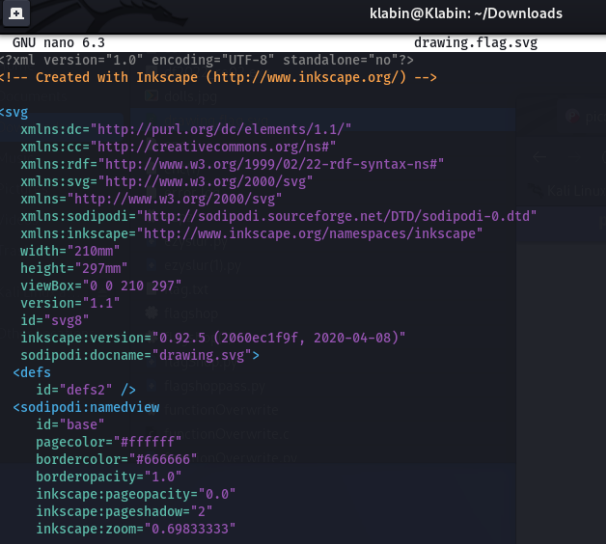 klabin@Klabin: ~/Downloads
GNU nano 6.3 drawing.flag.svg
<?xml version="1.0" encoding="UTF-8" standalone="no"?>
<!-- Created with Inkscape (http://www.inkscape.org/) -->
<svg
xmlns:dc="http://purl.org/dc/elements/1.1/"
xmlns:cc="http://creativecommons.org/ns#"
xmlns:rdf="http://www.w3.org/1999/02/22-rdf-syntax-ns#"
xmlns:svg="http://www.w3.org/2000/svg"
xmlns="http://www.w3.org/2000/svg"
xmlns:sodipodi="http://sodipodi.sourceforge.net/DTD/sodipodi-0.dtd"
xmlns:inkscape="http://www.inkscape.org/namespaces/inkscape"
width="210mm"
height="297mm"
viewBox="0 0 210 297"
version="1.1"
id="svg8"
inkscape:version="0.92.5 (2060ec1f9f, 2020-04-08)"
sodipodi:docname="drawing.svg">
<defs
id="defs2" />
<sodipodi:namedview
id="base"
pagecolor="#ffffff"
bordercolor="#666666"
borderopacity="1.0"
inkscape:pageopacity="0.0"
inkscape:pageshadow="2"
inkscape:zoom="0.69833333"